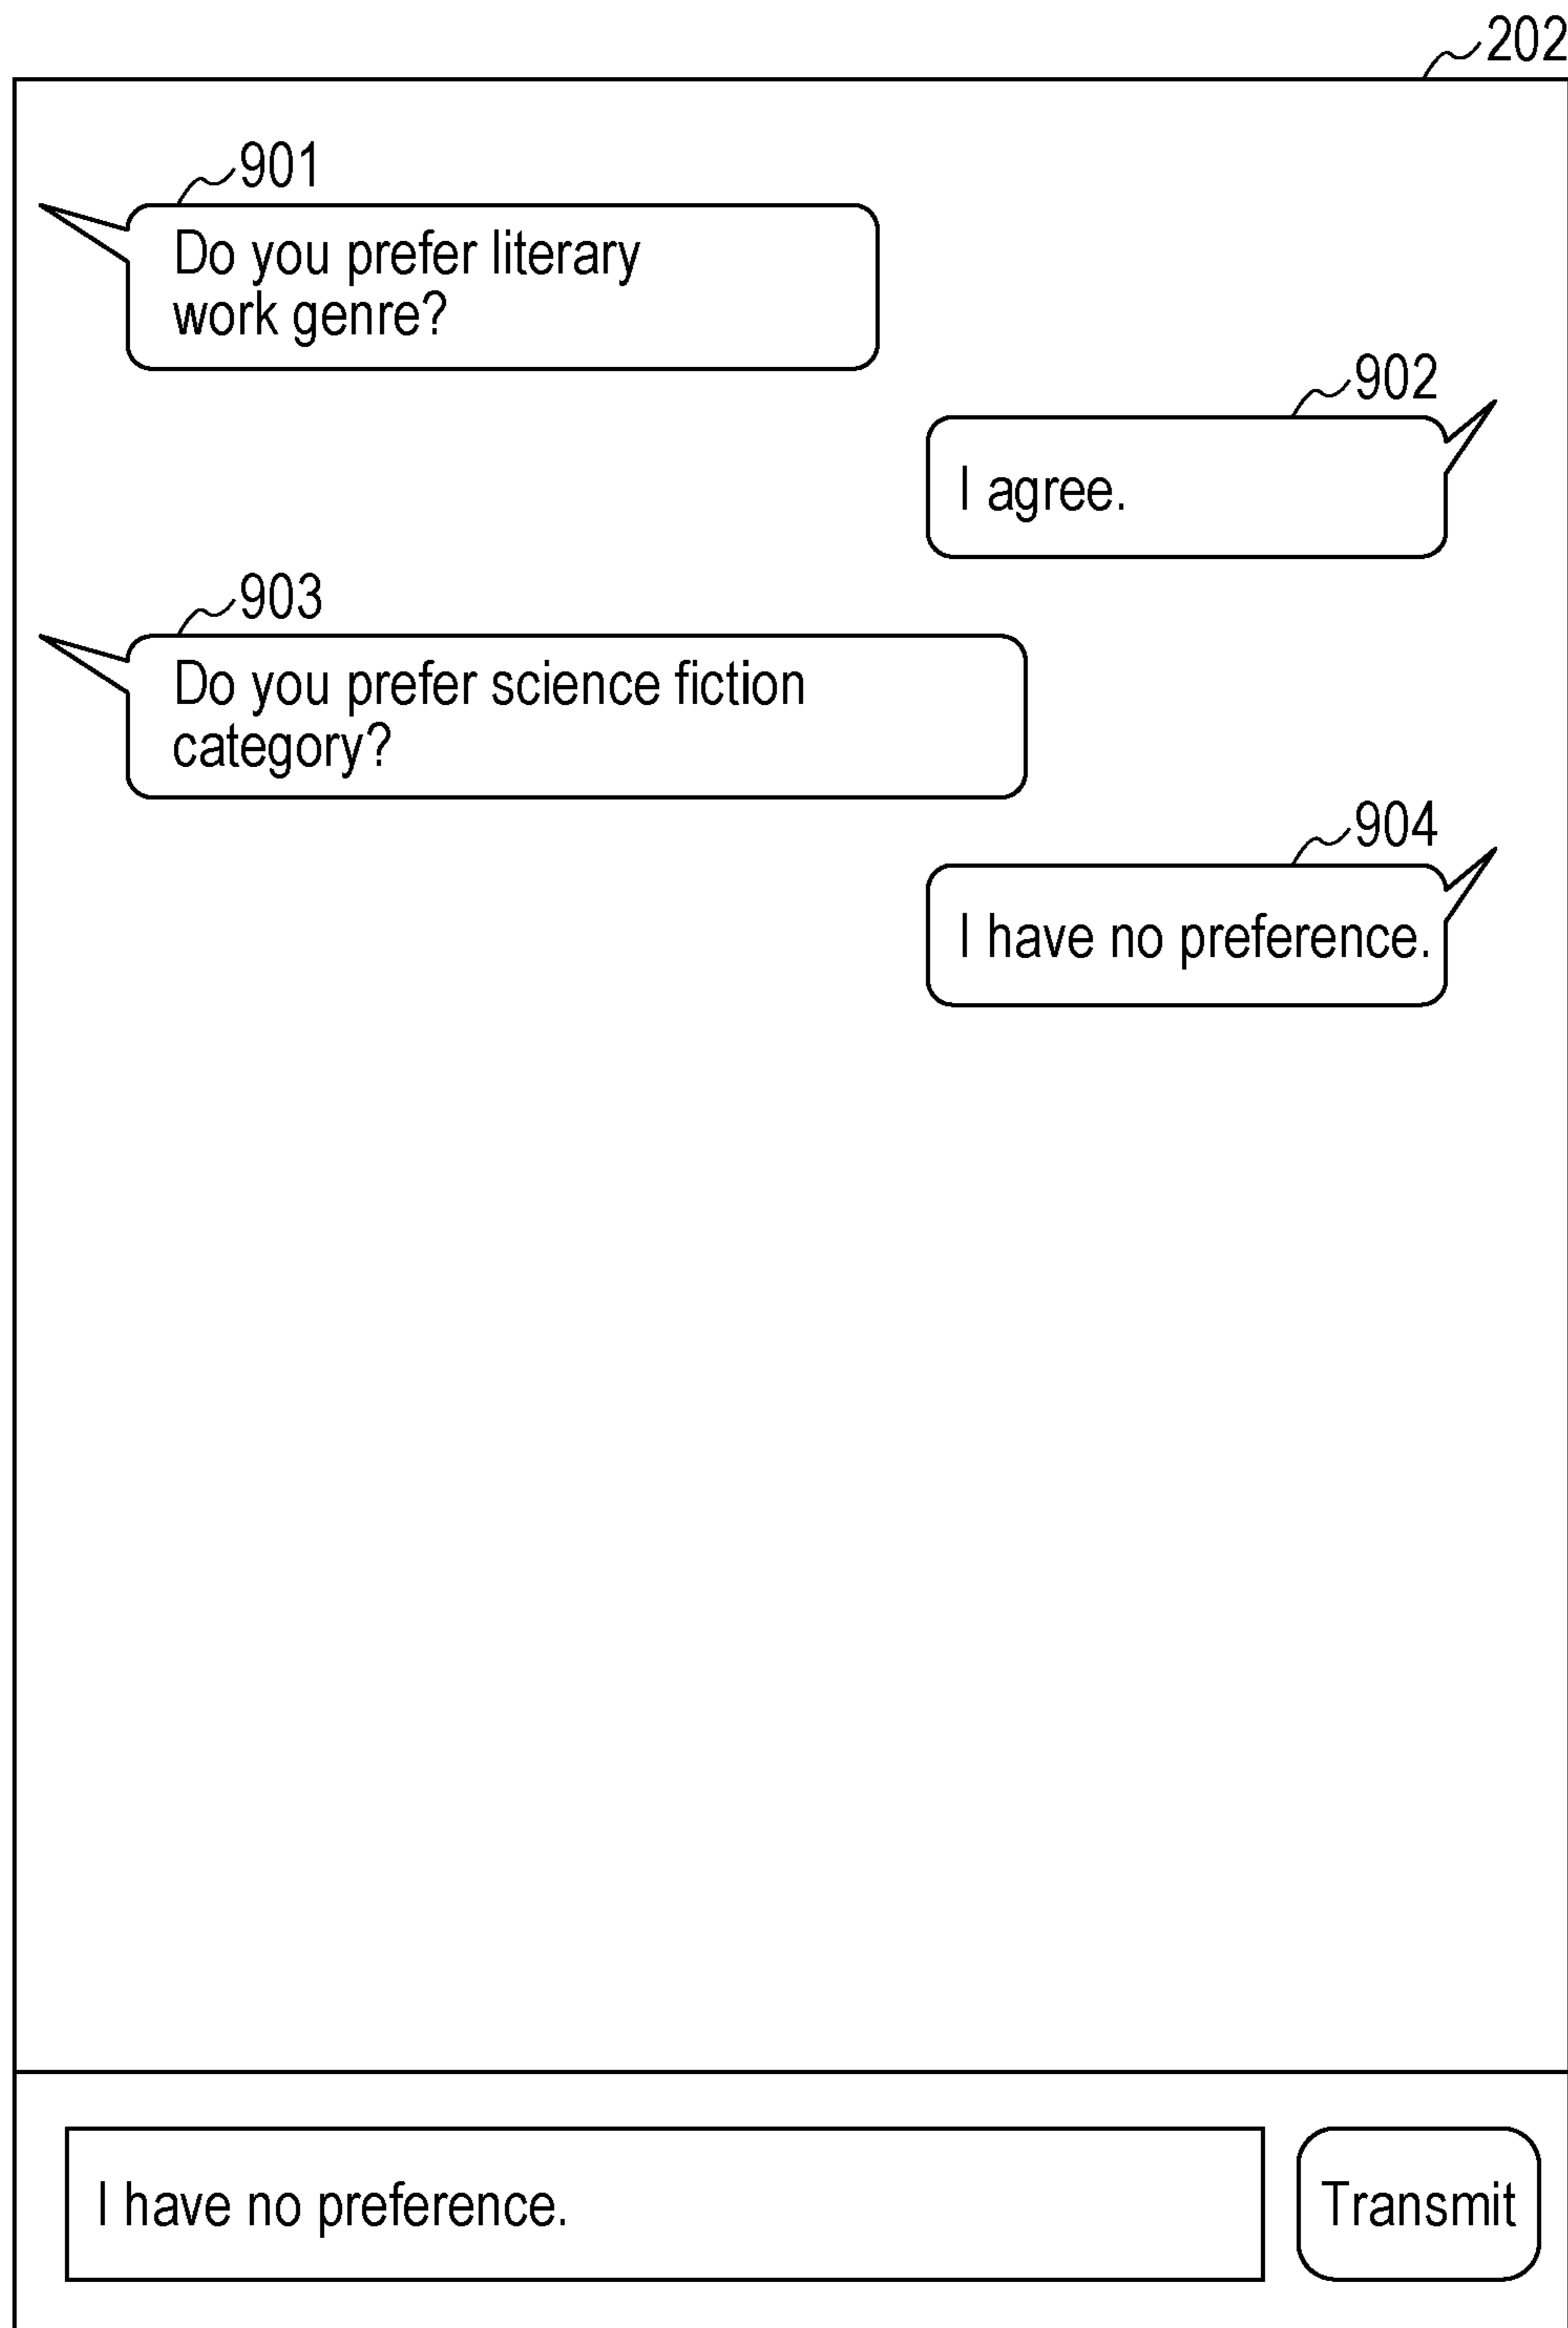 202
901
Do you prefer literary
work genre?
902
I agree.
903
Do you prefer science fiction
category?
904
I have no preference.
I have no preference.
Transmit